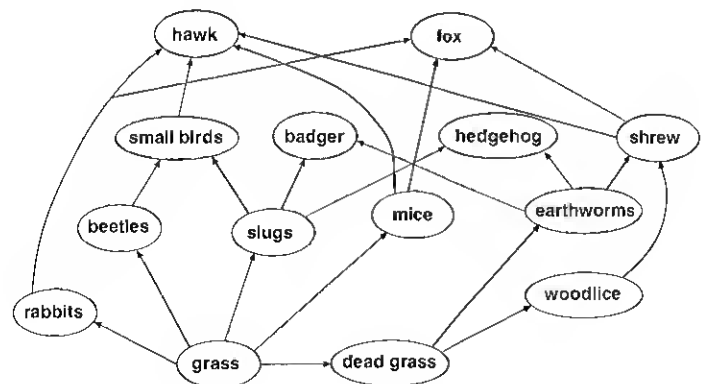 hawk
fox
small birds
badger
hedgehog
shrew
beetles
slugs
mice
earthworms
rabbits
woodlice
grass
dead grass